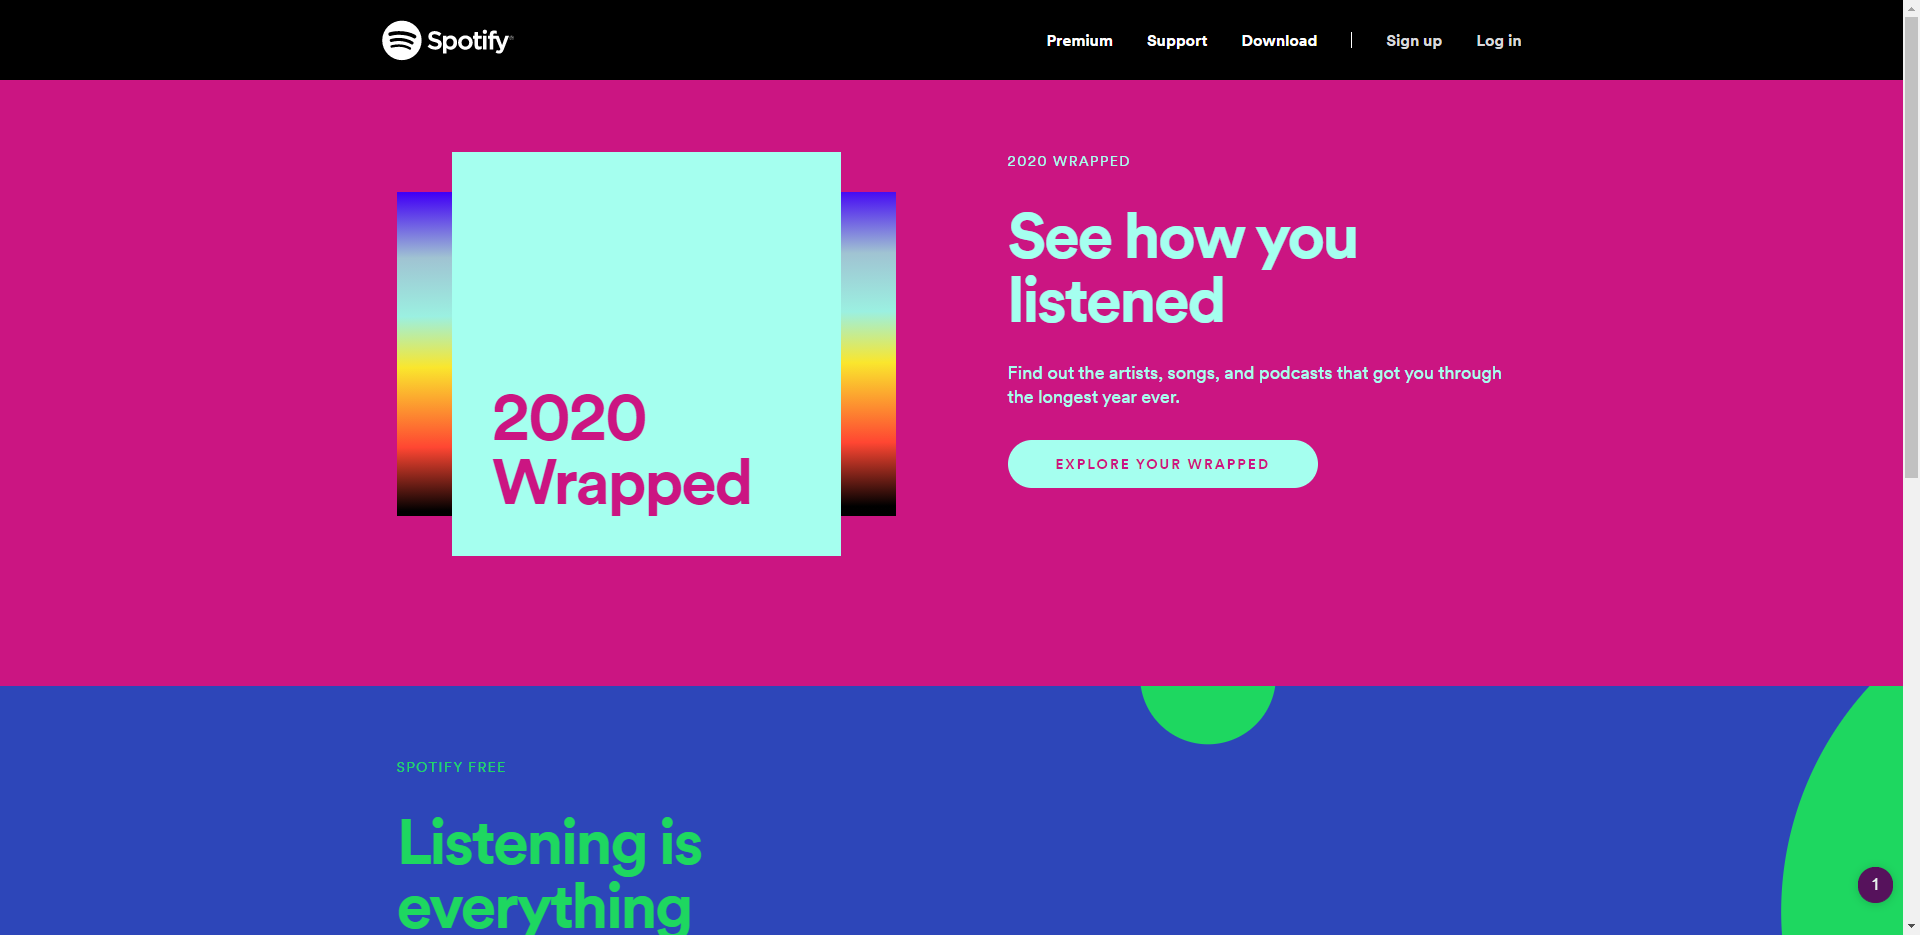 Spotify®
Premium Support Download | Sign up Log in
2020
Wrapped
2020 WRAPPED
See how you
listened
Find out the artists, songs, and podcasts that got you through
the longest year ever.
EXPLORE YOUR WRAPPED
SPOTIFY FREE
Listening is
everything
1